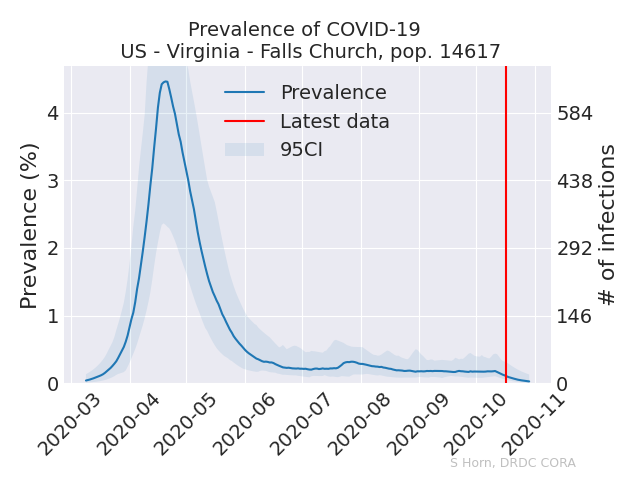 Prevalence of COVID-19
US - Virginia - Falls Church, pop. 14617
Prevalence
Latest data
95CI
Prevalence (%)
4
3
2
1
0
584
438
292
146
0
# of infections
2020-03
2020-04
2020-05
2020-06
2020-07
2020-08
2020-09
2020-10
2020-11
S Horn, DRDC CORA